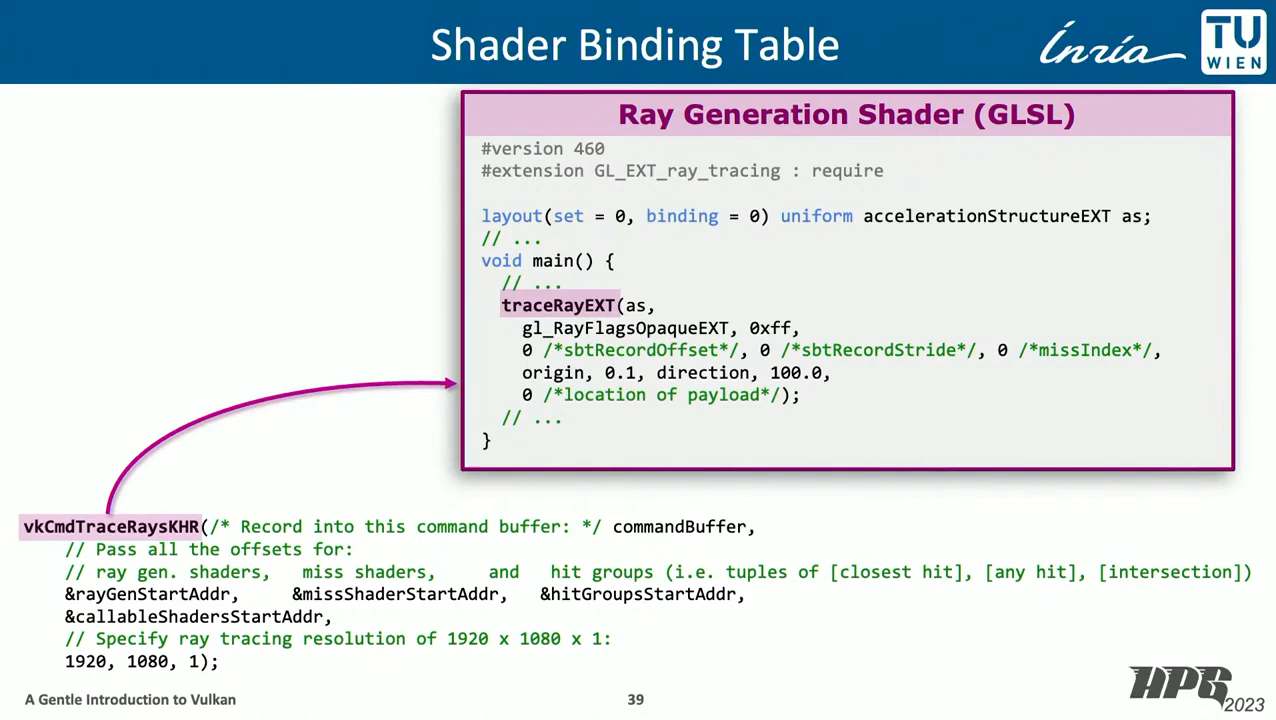 Shader Binding Table
Inria
TU
WIEN
Ray Generation Shader (GLSL)
#version 460
#extension GL_EXT_ray_tracing : require
layout(set = 0, binding = 0) uniform accelerationStructureEXT as;
// ...
void main() {
// ...
traceRayEXT(as,
gl_RayFlagsOpaqueEXT, 0xff,
0 /*sbtRecordOffset*/, 0 /*sbtRecordStride*/, 0 /*missIndex*/,
origin, 0.1, direction, 100.0,
0 /*location of payload*/);
// ...
}
vkCmdTraceRaysKHR(/* Record into this command buffer: */ commandBuffer,
// Pass all the offsets for:
// ray gen. shaders, miss shaders, and hit groups (i.e. tuples of [closest hit], [any hit], [intersection])
&rayGenStartAddr, &missShaderStartAddr, &hitGroupsStartAddr,
&callableShadersStartAddr,
// Specify ray tracing resolution of 1920 x 1080 x 1:
1920, 1080, 1);
A Gentle Introduction to Vulkan
39
HPG
2023